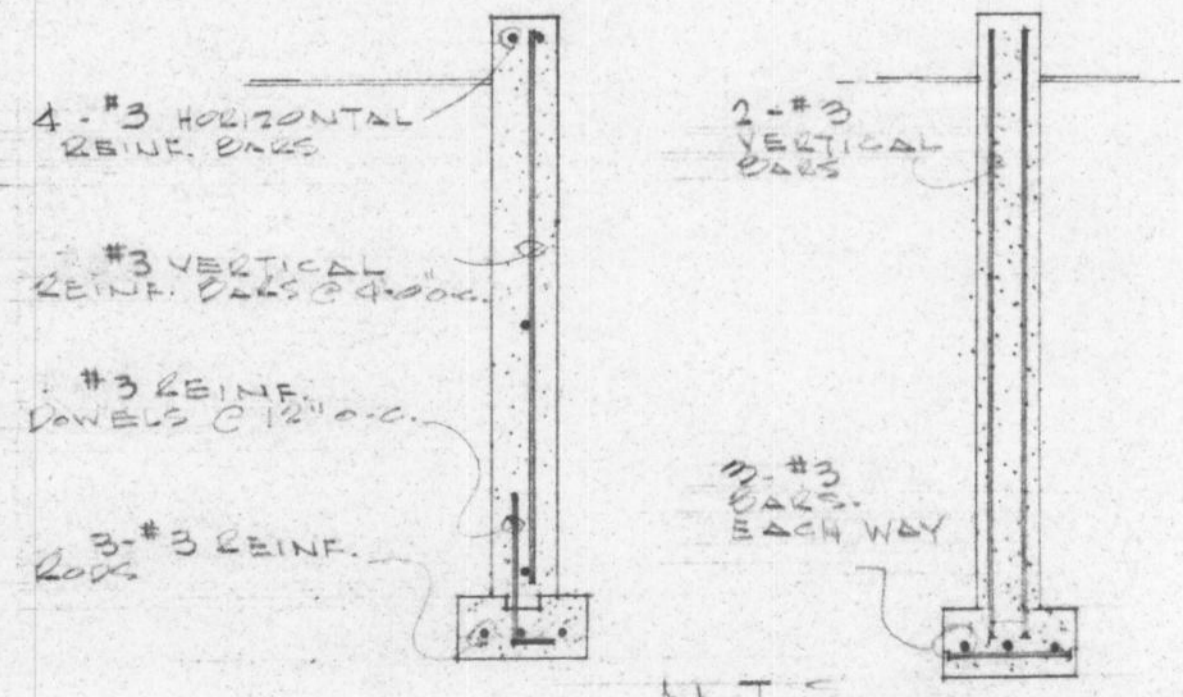 4-#3 HORIZONTAL
REINF. BARS
#3 VERTICAL
REINF. BARS @ 4'-0" O.C.
#3 REINF.
DOWELS @ 12" O.C.
3-#3 REINF.
RODS
2-#3
VERTICAL
BARS
3-#3
BARS.
EACH WAY